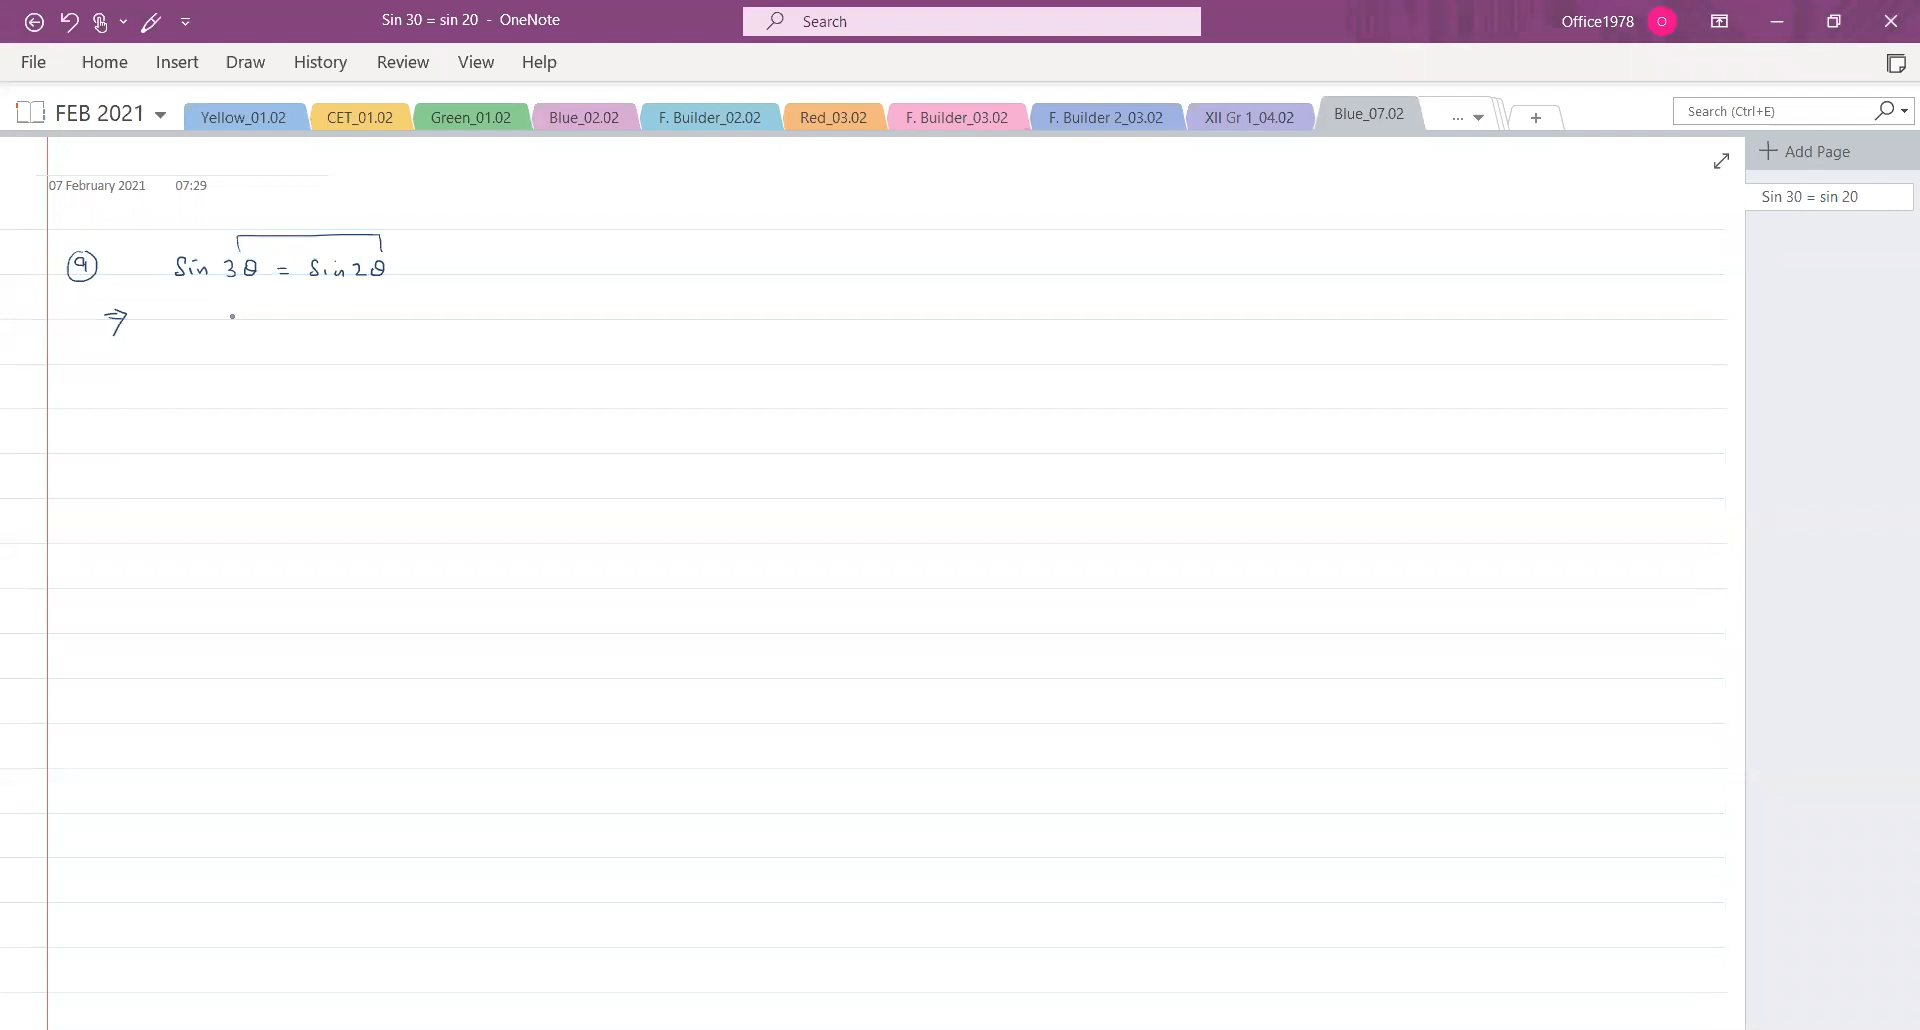 Sin 30 = sin 20 - OneNote
Search
Office1978
O
File Home Insert Draw History Review View Help
FEB 2021
Yellow_01.02 CET_01.02 Green_01.02 Blue_02.02 F. Builder_02.02 Red_03.02 F. Builder_03.02 F. Builder 2_03.02 XII Gr 1_04.02 Blue_07.02 ... +
Search (Ctrl+E)
Add Page
Sin 30 = sin 20
07 February 2021 07:29
9 Sin 3θ = Sin 2θ
⇒